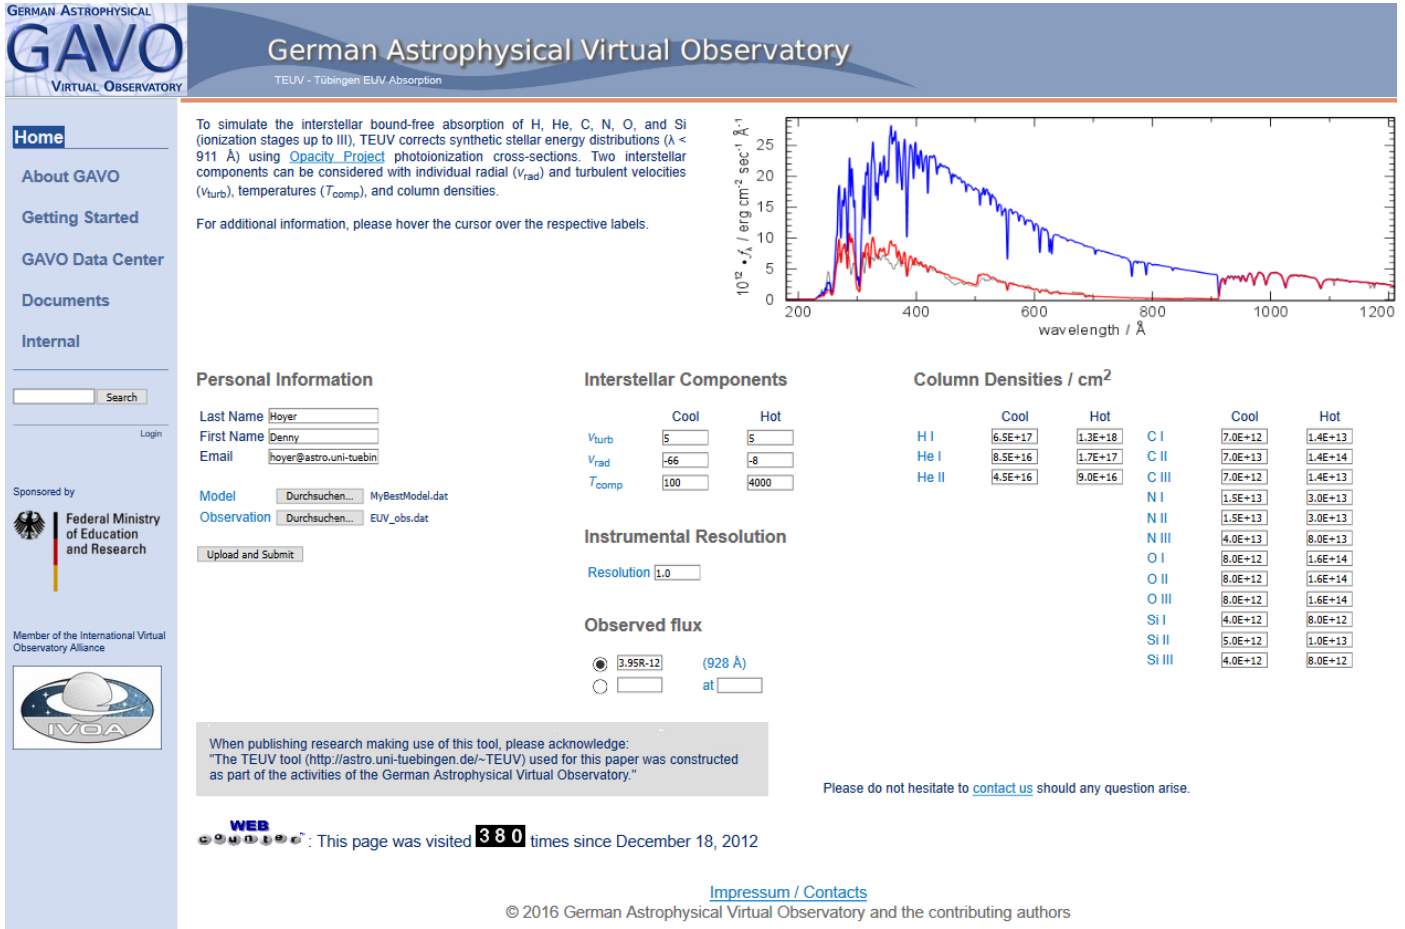 GERMAN ASTROPHYSICAL
GAVO
VIRTUAL OBSERVATORY
German Astrophysical Virtual Observatory
TEUV - Tübingen EUV Absorption
Home
About GAVO
Getting Started
GAVO Data Center
Documents
Internal
Search
Login
Sponsored by
Federal Ministry
of Education
and Research
Member of the International Virtual
Observatory Alliance
IVOA
To simulate the interstellar bound-free absorption of H, He, C, N, O, and Si
(ionization stages up to III), TEUV corrects synthetic stellar energy distributions (λ <
911 Å) using Opacity Project photoionization cross-sections. Two interstellar
components can be considered with individual radial (vrad) and turbulent velocities
(vturb), temperatures (Tcomp), and column densities.
For additional information, please hover the cursor over the respective labels.
10¹² • fλ / erg cm⁻² sec⁻¹ Å⁻¹
25
20
15
10
5
0
200 400 600 800 1000 1200
wavelength / Å
Personal Information
Last Name Hoyer
First Name Denny
Email hoyer@astro.uni-tuebin
Model Durchsuchen... MyBestModel.dat
Observation Durchsuchen... EUV_obs.dat
Upload and Submit
Interstellar Components
Cool Hot
vturb 5 5
vrad -66 -8
Tcomp 100 4000
Instrumental Resolution
Resolution 1.0
Observed flux
3.95R-12 (928 Å)
at
Column Densities / cm²
Cool Hot
H I 6.5E+17 1.3E+18
He I 8.5E+16 1.7E+17
He II 4.5E+16 9.0E+16
Cool Hot
C I 7.0E+12 1.4E+13
C II 7.0E+13 1.4E+14
C III 7.0E+12 1.4E+13
N I 1.5E+13 3.0E+13
N II 1.5E+13 3.0E+13
N III 4.0E+13 8.0E+13
O I 8.0E+12 1.6E+14
O II 8.0E+12 1.6E+14
O III 8.0E+12 1.6E+14
Si I 4.0E+12 8.0E+12
Si II 5.0E+12 1.0E+13
Si III 4.0E+12 8.0E+12
When publishing research making use of this tool, please acknowledge:
"The TEUV tool (http://astro.uni-tuebingen.de/~TEUV) used for this paper was constructed
as part of the activities of the German Astrophysical Virtual Observatory."
Please do not hesitate to contact us should any question arise.
WEB
counter™ : This page was visited 380 times since December 18, 2012
Impressum / Contacts
© 2016 German Astrophysical Virtual Observatory and the contributing authors